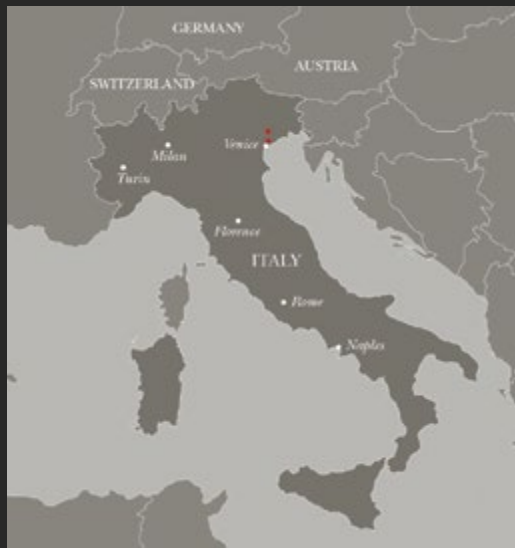 GERMANY
AUSTRIA
SWITZERLAND
Venice
Milan
Turin
Florence
ITALY
Rome
Naples